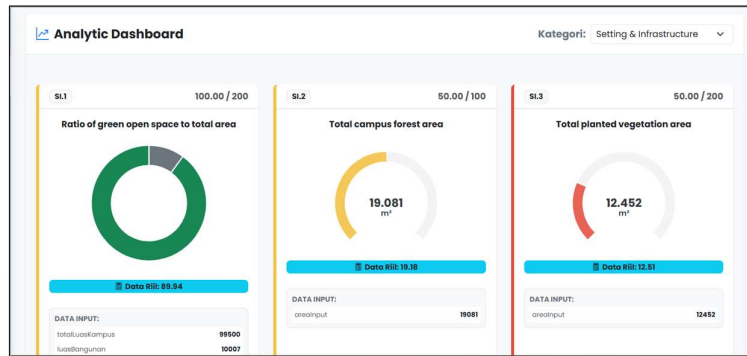 Analytic Dashboard
Kategori: Setting & Infrastructure
SI.1 100.00 / 200
Ratio of green open space to total area
Data Riil: 89.94
DATA INPUT:
totalLuasKampus 99500
luasBangunan 10007
SI.2 50.00 / 100
Total campus forest area
19.081
m²
Data Riil: 19.18
DATA INPUT:
areaInput 19081
SI.3 50.00 / 200
Total planted vegetation area
12.452
m²
Data Riil: 12.51
DATA INPUT:
areaInput 12452